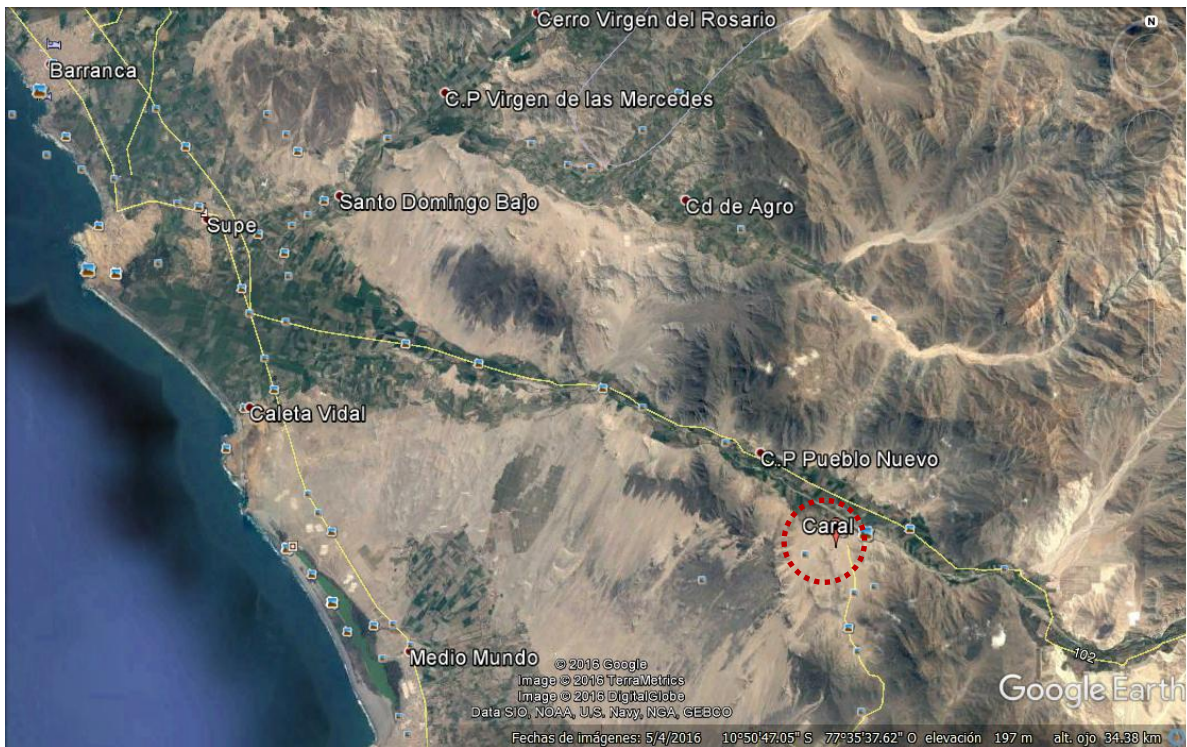 Cerro Virgen del Rosario
N
Barranca
C.P Virgen de las Mercedes
Santo Domingo Bajo
Cd de Agro
Supe
Caleta Vidal
C.P Pueblo Nuevo
Caral
Medio Mundo
102
© 2016 Google
Image © 2016 TerraMetrics
Image © 2016 DigitalGlobe
Data SIO, NOAA, U.S. Navy, NGA, GEBCO
Google Earth
Fechas de imágenes: 5/4/2016 10°50'47.05" S 77°35'37.62" O elevación 197 m alt. ojo 34.38 km